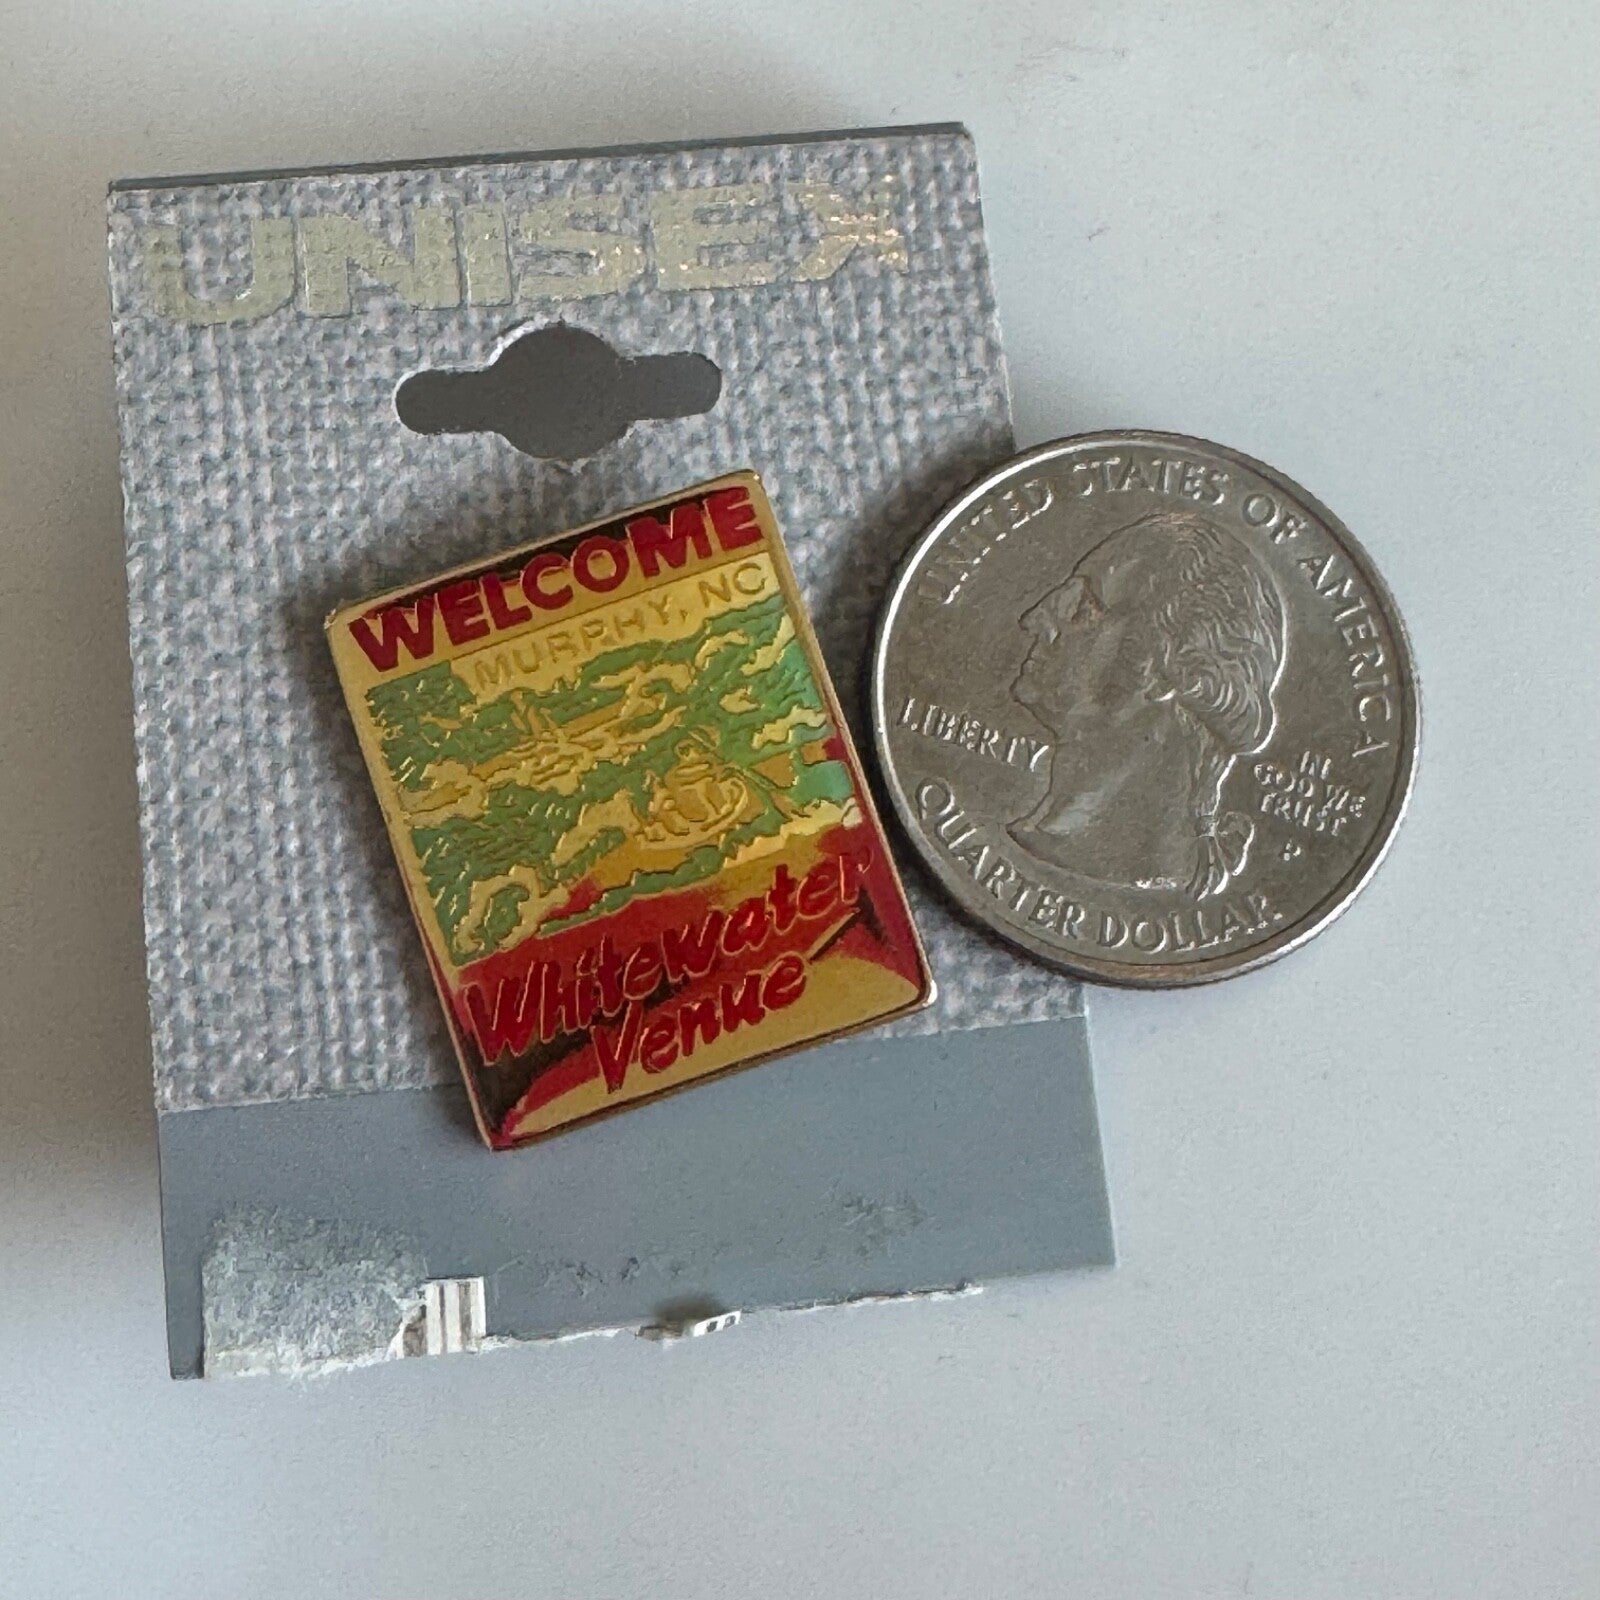 UNISEX
WELCOME
MURPHY, NC
Whitewater
Venue
UNITED STATES OF AMERICA
LIBERTY
IN
GOD WE
TRUST
P
QUARTER DOLLAR